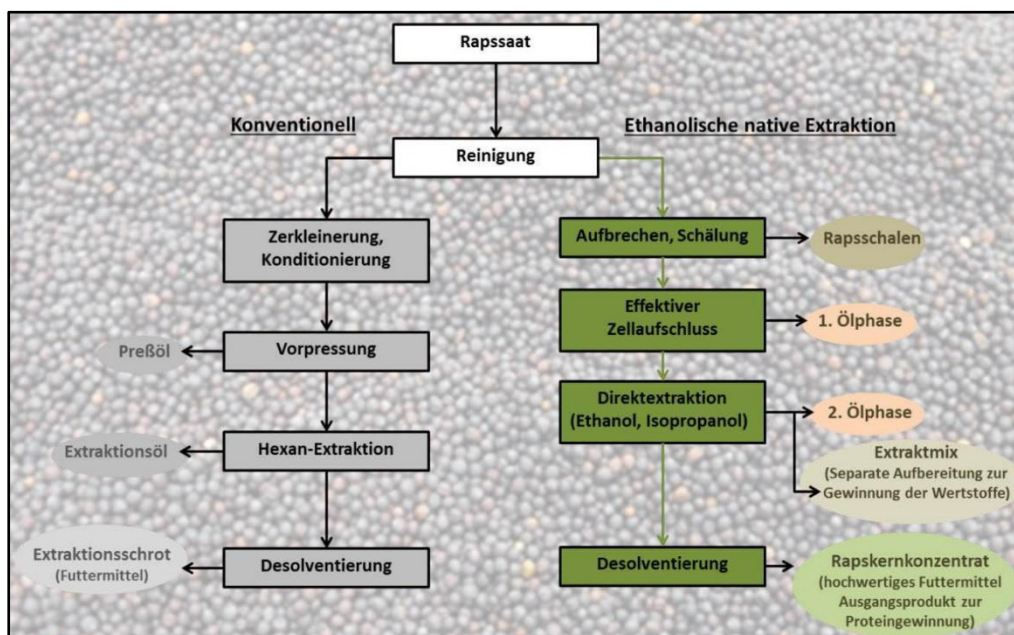 Rapssaat
Konventionell
Ethanolische native Extraktion
Reinigung
Zerkleinerung,
Konditionierung
Vorpressung
Preßöl
Hexan-Extraktion
Extraktionsöl
Desolventierung
Extraktionsschrot
(Futtermittel)
Aufbrechen, Schälung
Rapsschalen
Effektiver
Zellaufschluss
1. Ölphase
Direktextraktion
(Ethanol, Isopropanol)
2. Ölphase
Extraktmix
(Separate Aufbereitung zur
Gewinnung der Wertstoffe)
Desolventierung
Rapskernkonzentrat
(hochwertiges Futtermittel
Ausgangsprodukt zur
Proteingewinnung)